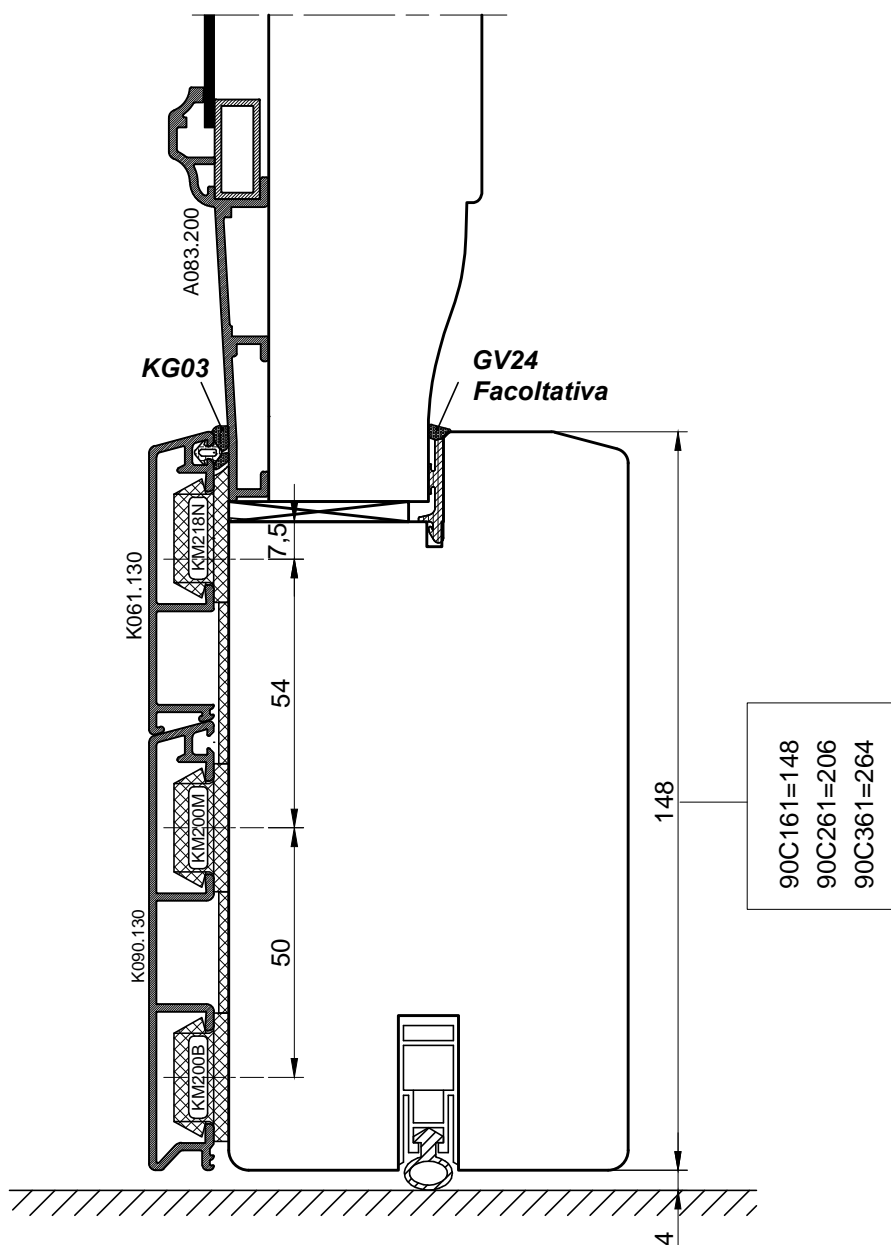 A083.200
KG03
GV24
Facoltativa
KM218N
7,5
K061.130
54
KM200M
148
90C161=148
90C261=206
90C361=264
K090.130
50
KM200B
4